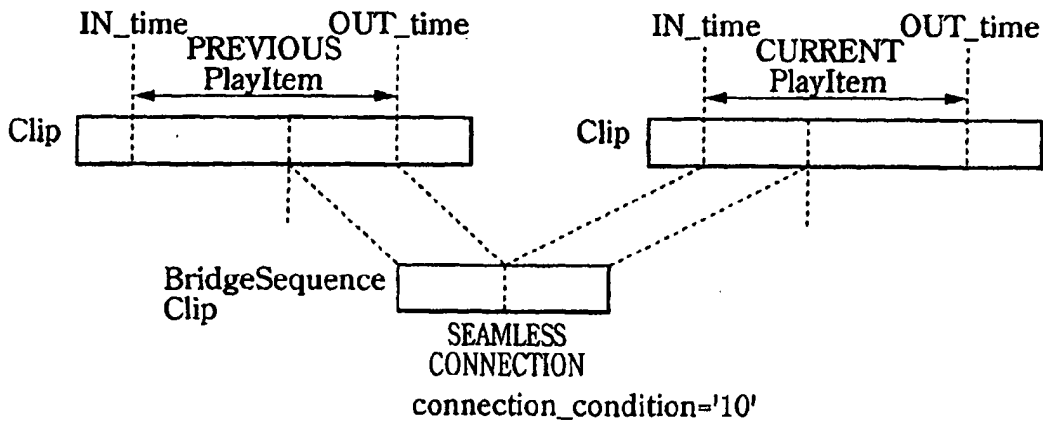 IN_time
OUT_time
PREVIOUS
PlayItem
Clip
IN_time
OUT_time
CURRENT
PlayItem
Clip
BridgeSequence
Clip
SEAMLESS
CONNECTION
connection_condition='10'